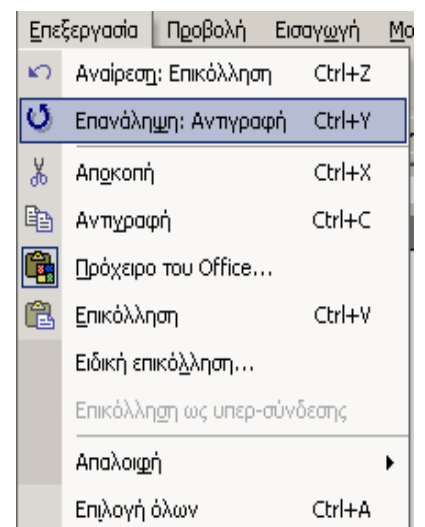 Επεξεργασία Προβολή Εισαγωγή Μο
Αναίρεση: Επικόλληση Ctrl+Z
Επανάληψη: Αντιγραφή Ctrl+Y
Αποκοπή Ctrl+X
Αντιγραφή Ctrl+C
Πρόχειρο του Office...
Επικόλληση Ctrl+V
Ειδική επικόλληση...
Επικόλληση ως υπερ-σύνδεσης
Απαλοιφή
Επιλογή όλων Ctrl+A